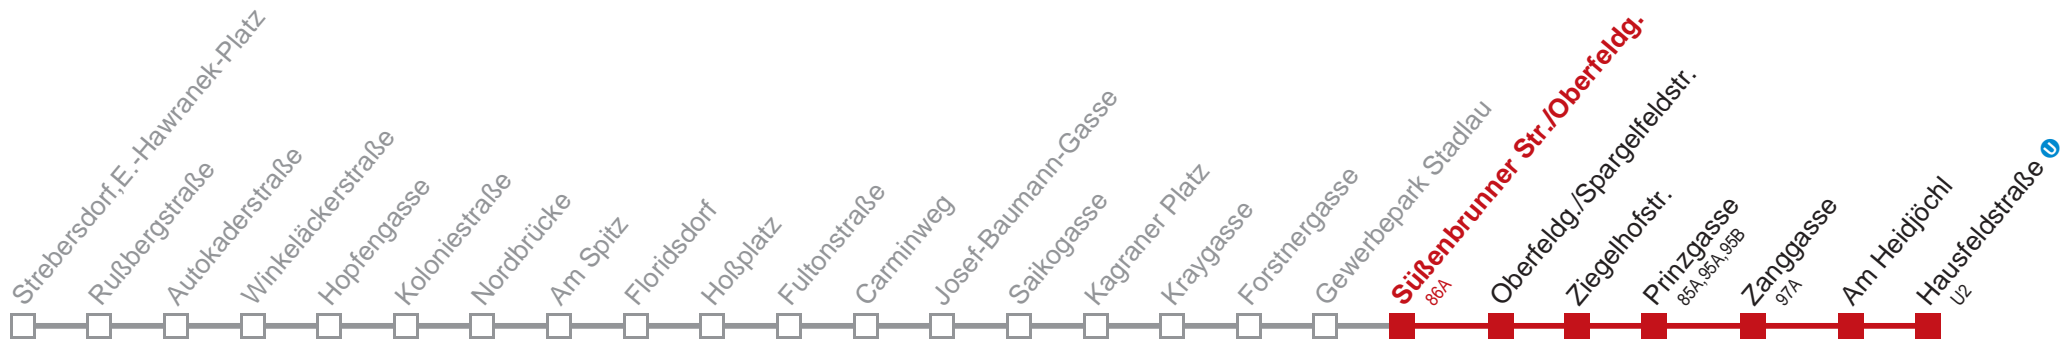 Strebersdorf,E.-Hawranek-Platz
Rußbergstraße
Autokaderstraße
Winkeläckerstraße
Hopfengasse
Koloniestraße
Nordbrücke
Am Spitz
Floridsdorf
Hoßplatz
Fultonstraße
Carminweg
Josef-Baumann-Gasse
Saikogasse
Kagraner Platz
Kraygasse
Forstnergasse
Gewerbepark Stadlau
Süßenbrunner Str./Oberfeldg.
86A
Oberfeldg./Spargelfeldstr.
Ziegelhofstr.
Prinzgasse
85A,95A,95B
Zanggasse
97A
Am Heidjöchl
Hausfeldstraße U
U2